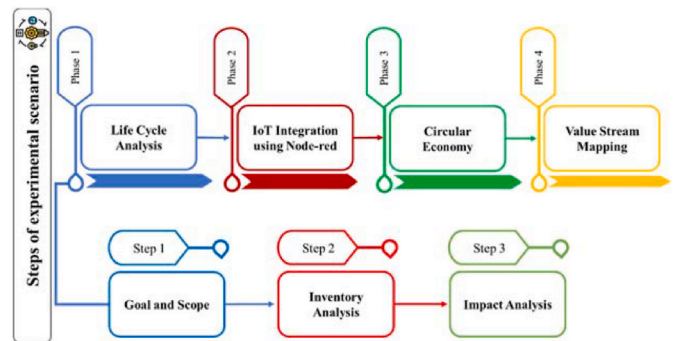 Steps of experimental scenario
Phase 1
Phase 2
Phase 3
Phase 4
Life Cycle
Analysis
IoT Integration
using Node-red
Circular
Economy
Value Stream
Mapping
Step 1
Step 2
Step 3
Goal and Scope
Inventory
Analysis
Impact Analysis